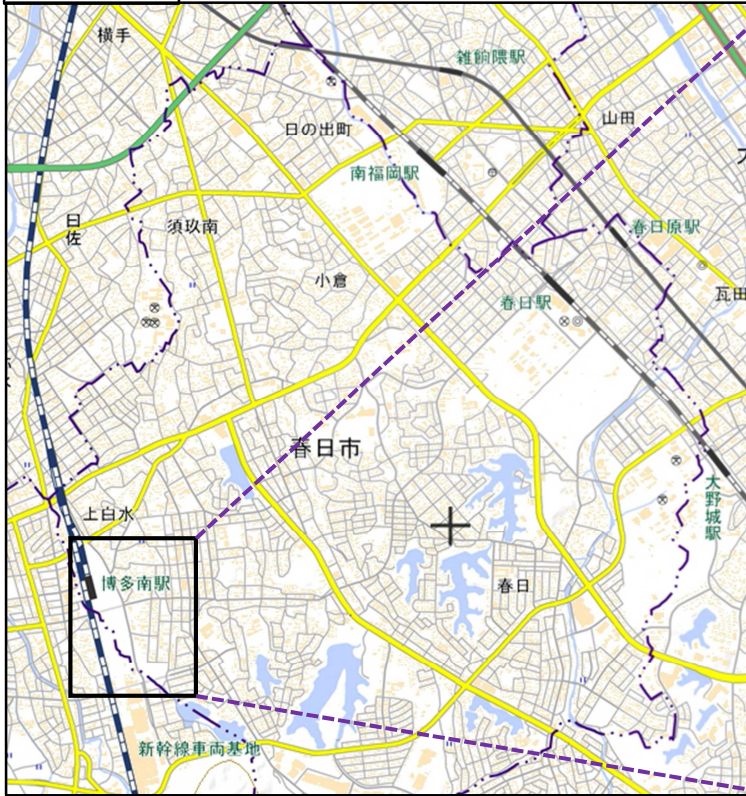 横手
雑餉隈駅
日の出町
山田
南福岡駅
曰佐
須玖南
春日原駅
小倉
春日駅
瓦田
春日市
大野城駅
上白水
博多南駅
春日
新幹線車両基地